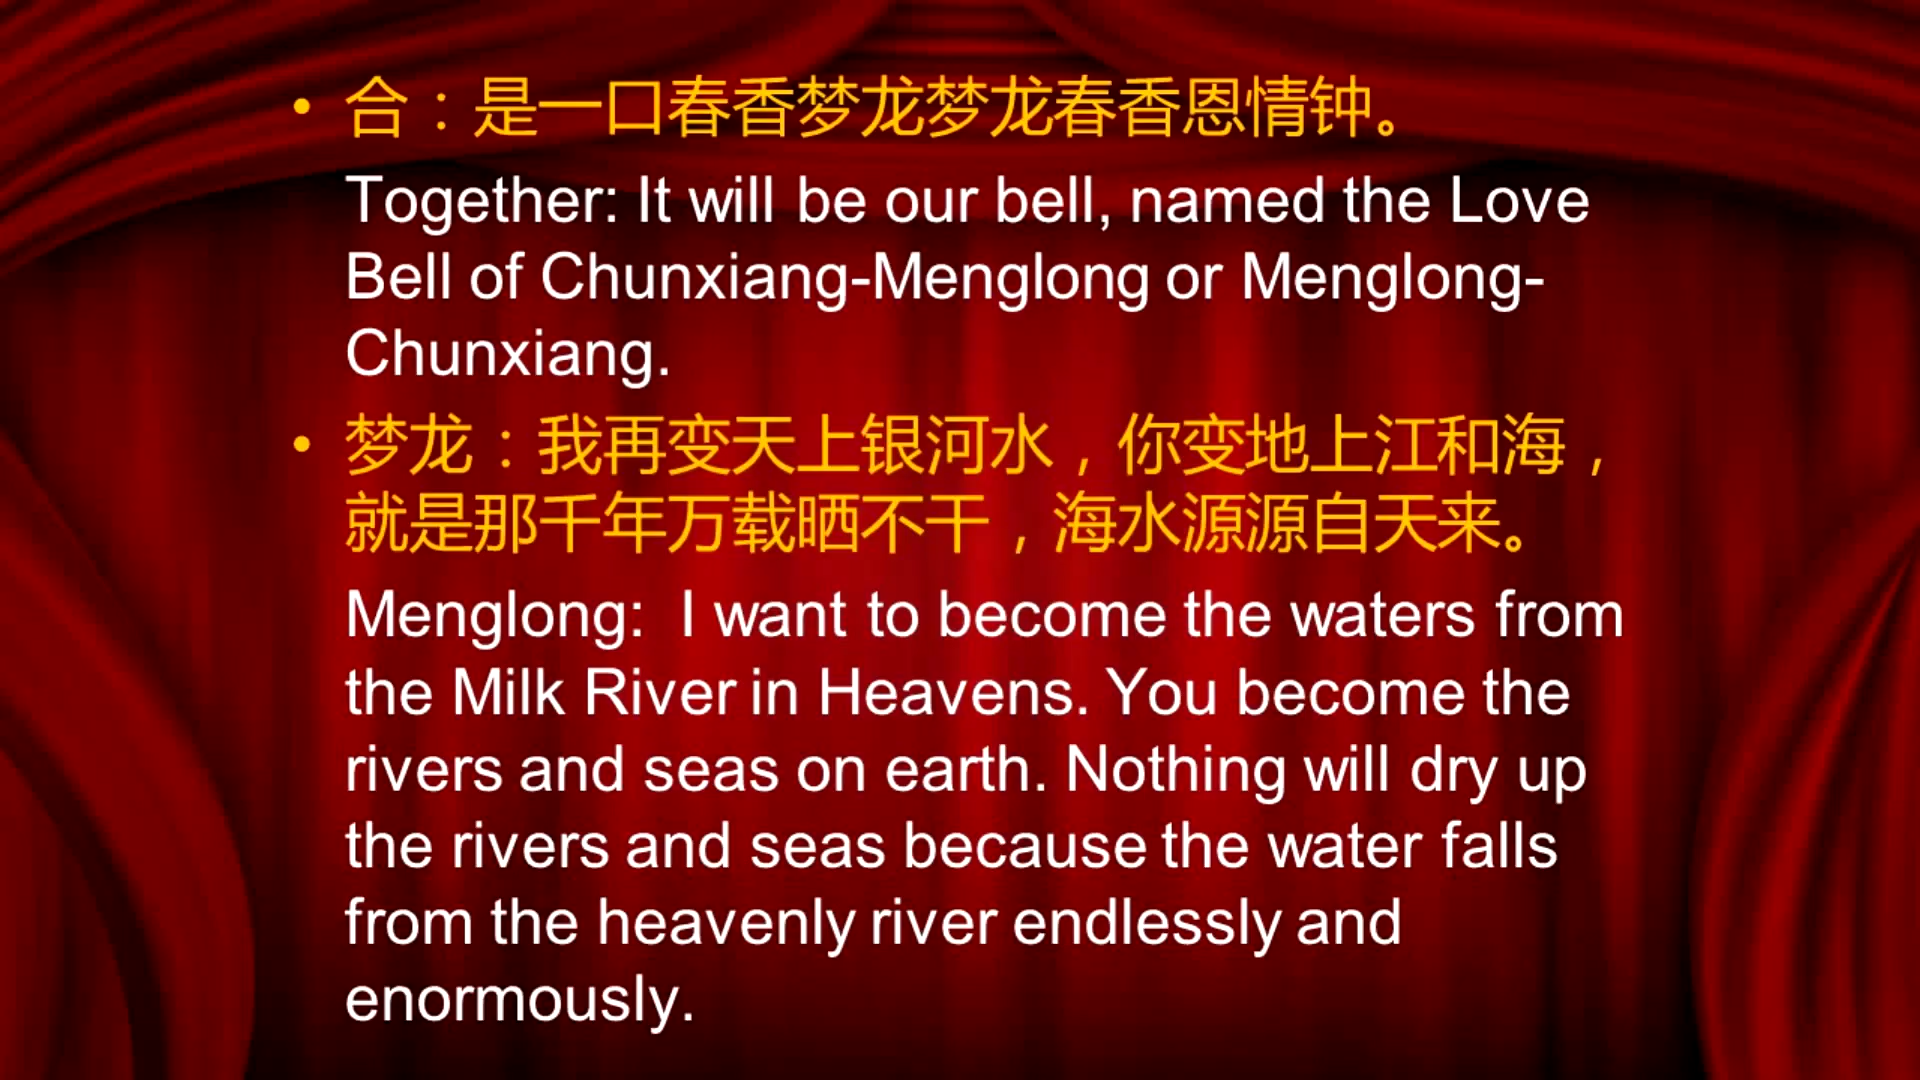 • 合：是一口春香梦龙梦龙春香恩情钟。
Together: It will be our bell, named the Love
Bell of Chunxiang-Menglong or Menglong-
Chunxiang.
• 梦龙：我再变天上银河水，你变地上江和海，
就是那千年万载晒不干，海水源源自天来。
Menglong:  I want to become the waters from
the Milk River in Heavens. You become the
rivers and seas on earth. Nothing will dry up
the rivers and seas because the water falls
from the heavenly river endlessly and
enormously.